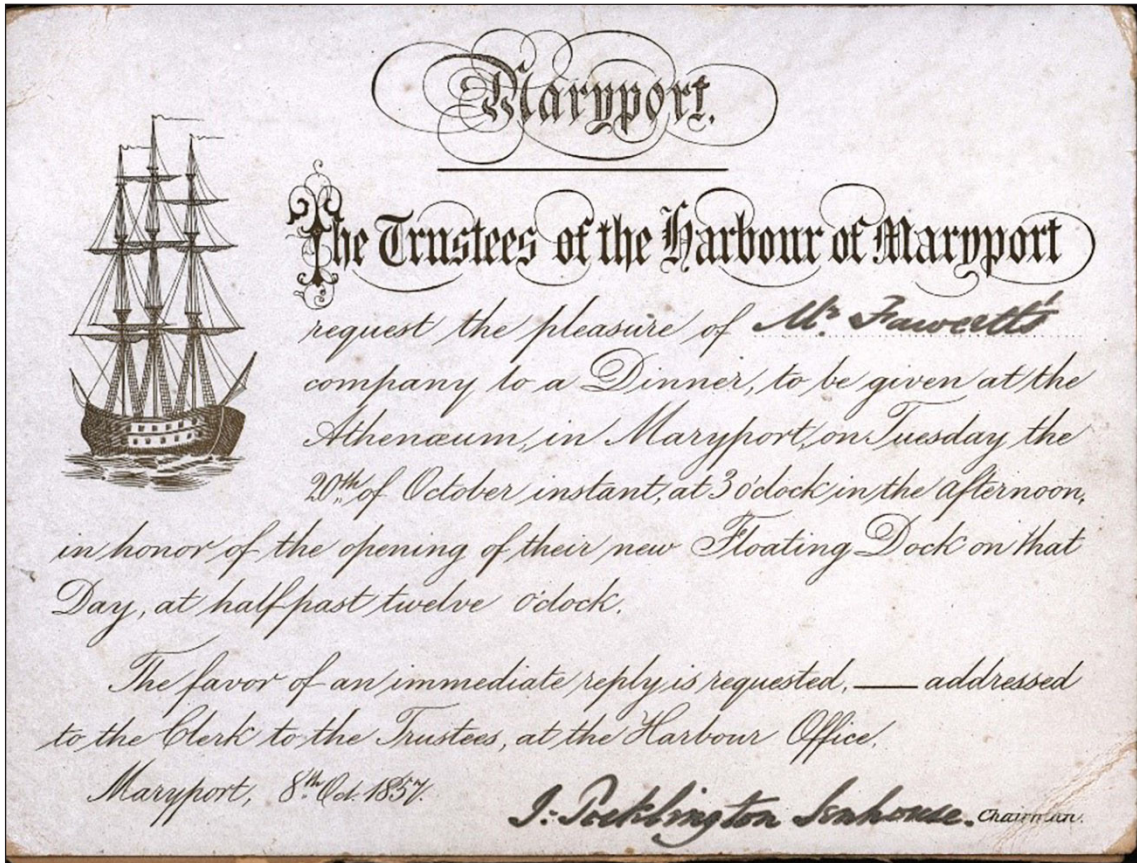 Maryport.
The Trustees of the Harbour of Maryport
request the pleasure of Mr. Fawcett's
company to a Dinner, to be given at the
Athenæum, in Maryport, on Tuesday the
20th of October instant, at 3 o'clock in the afternoon,
in honor of the opening of their new Floating Dock on that
Day, at half past twelve o'clock.
The favor of an immediate reply is requested, — addressed
to the Clerk to the Trustees, at the Harbour Office.
Maryport, 8th Oct. 1857.
J. Pocklington Senhouse. Chairman.